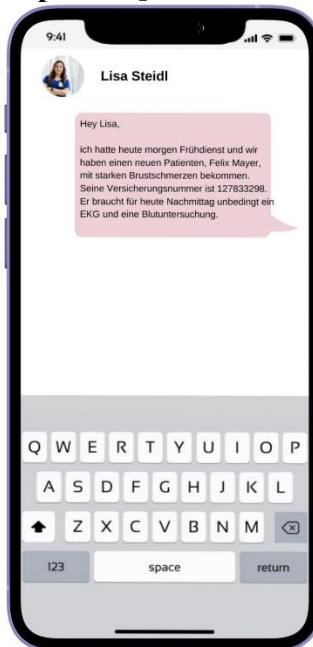 9:41
Lisa Steidl
Hey Lisa,
ich hatte heute morgen Frühdienst und wir
haben einen neuen Patienten, Felix Mayer,
mit starken Brustschmerzen bekommen.
Seine Versicherungsnummer ist 127833298.
Er braucht für heute Nachmittag unbedingt ein
EKG und eine Blutuntersuchung.
Q W E R T Y U I O P
A S D F G H J K L
Z X C V B N M
123 space return